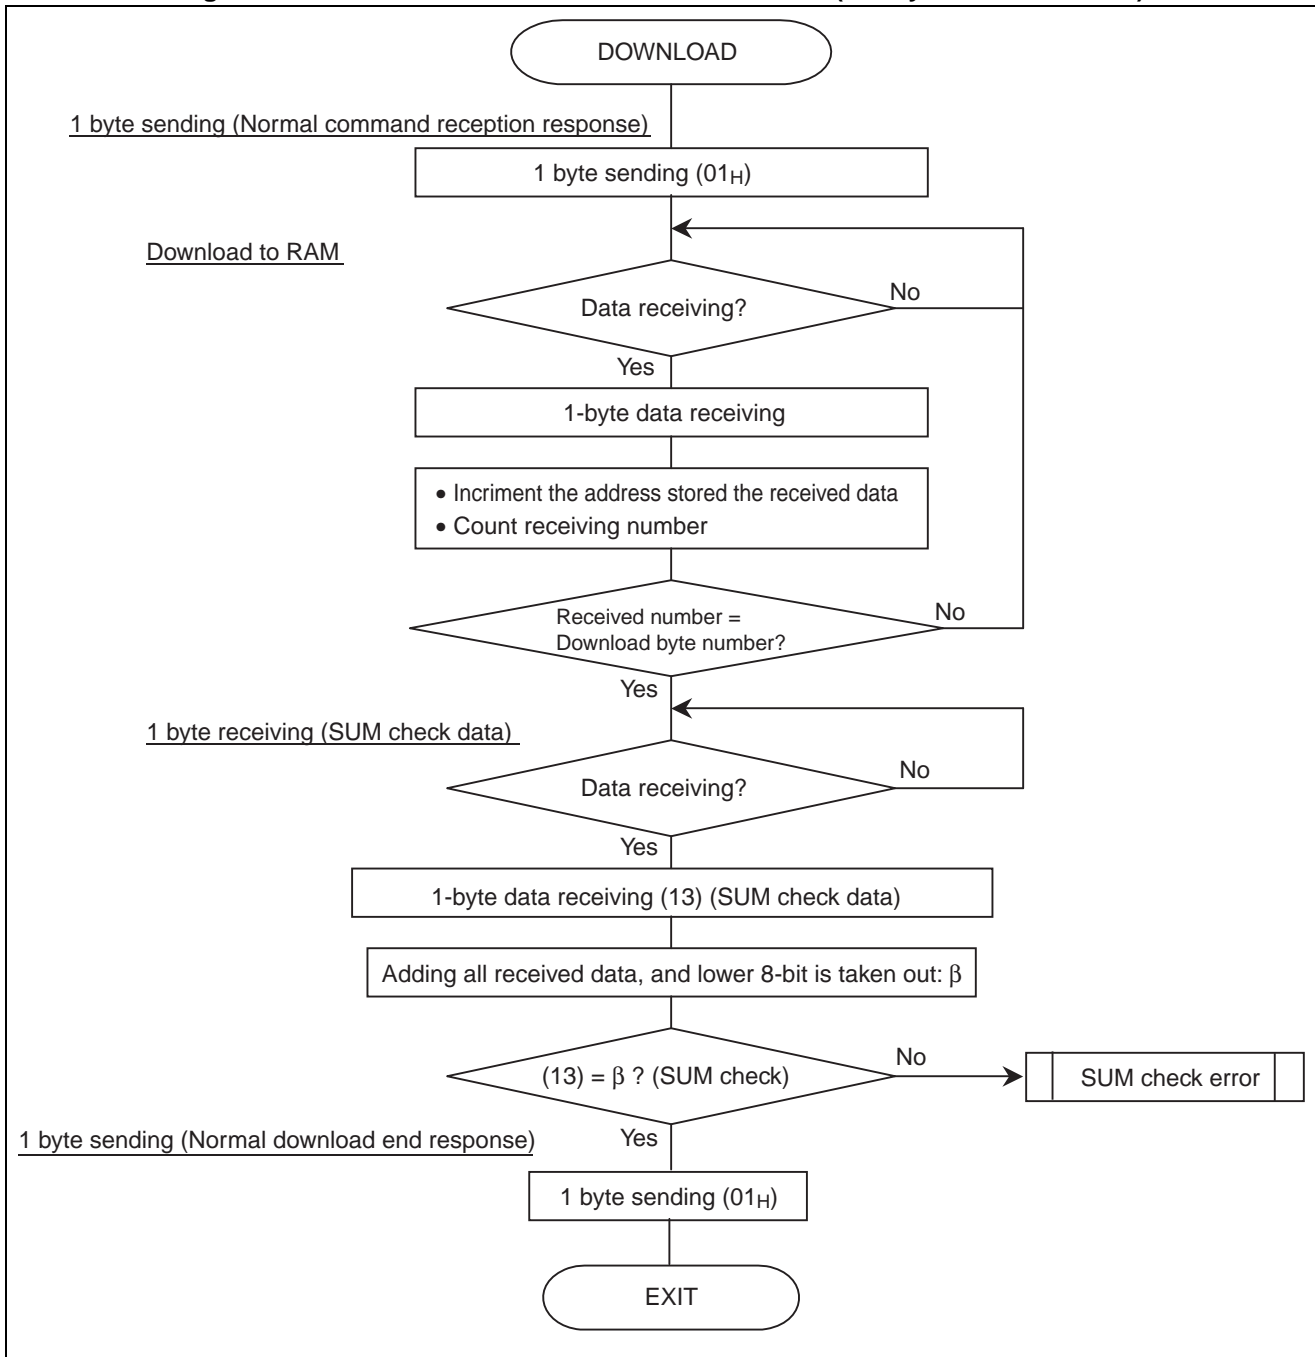 DOWNLOAD
1 byte sending (Normal command reception response)
1 byte sending (01H)
Download to RAM
Data receiving?
No
Yes
1-byte data receiving
• Incriment the address stored the received data
• Count receiving number
Received number =
Download byte number?
No
Yes
1 byte receiving (SUM check data)
Data receiving?
No
Yes
1-byte data receiving (13) (SUM check data)
Adding all received data, and lower 8-bit is taken out: β
(13) = β ? (SUM check)
No
SUM check error
1 byte sending (Normal download end response)
Yes
1 byte sending (01H)
EXIT